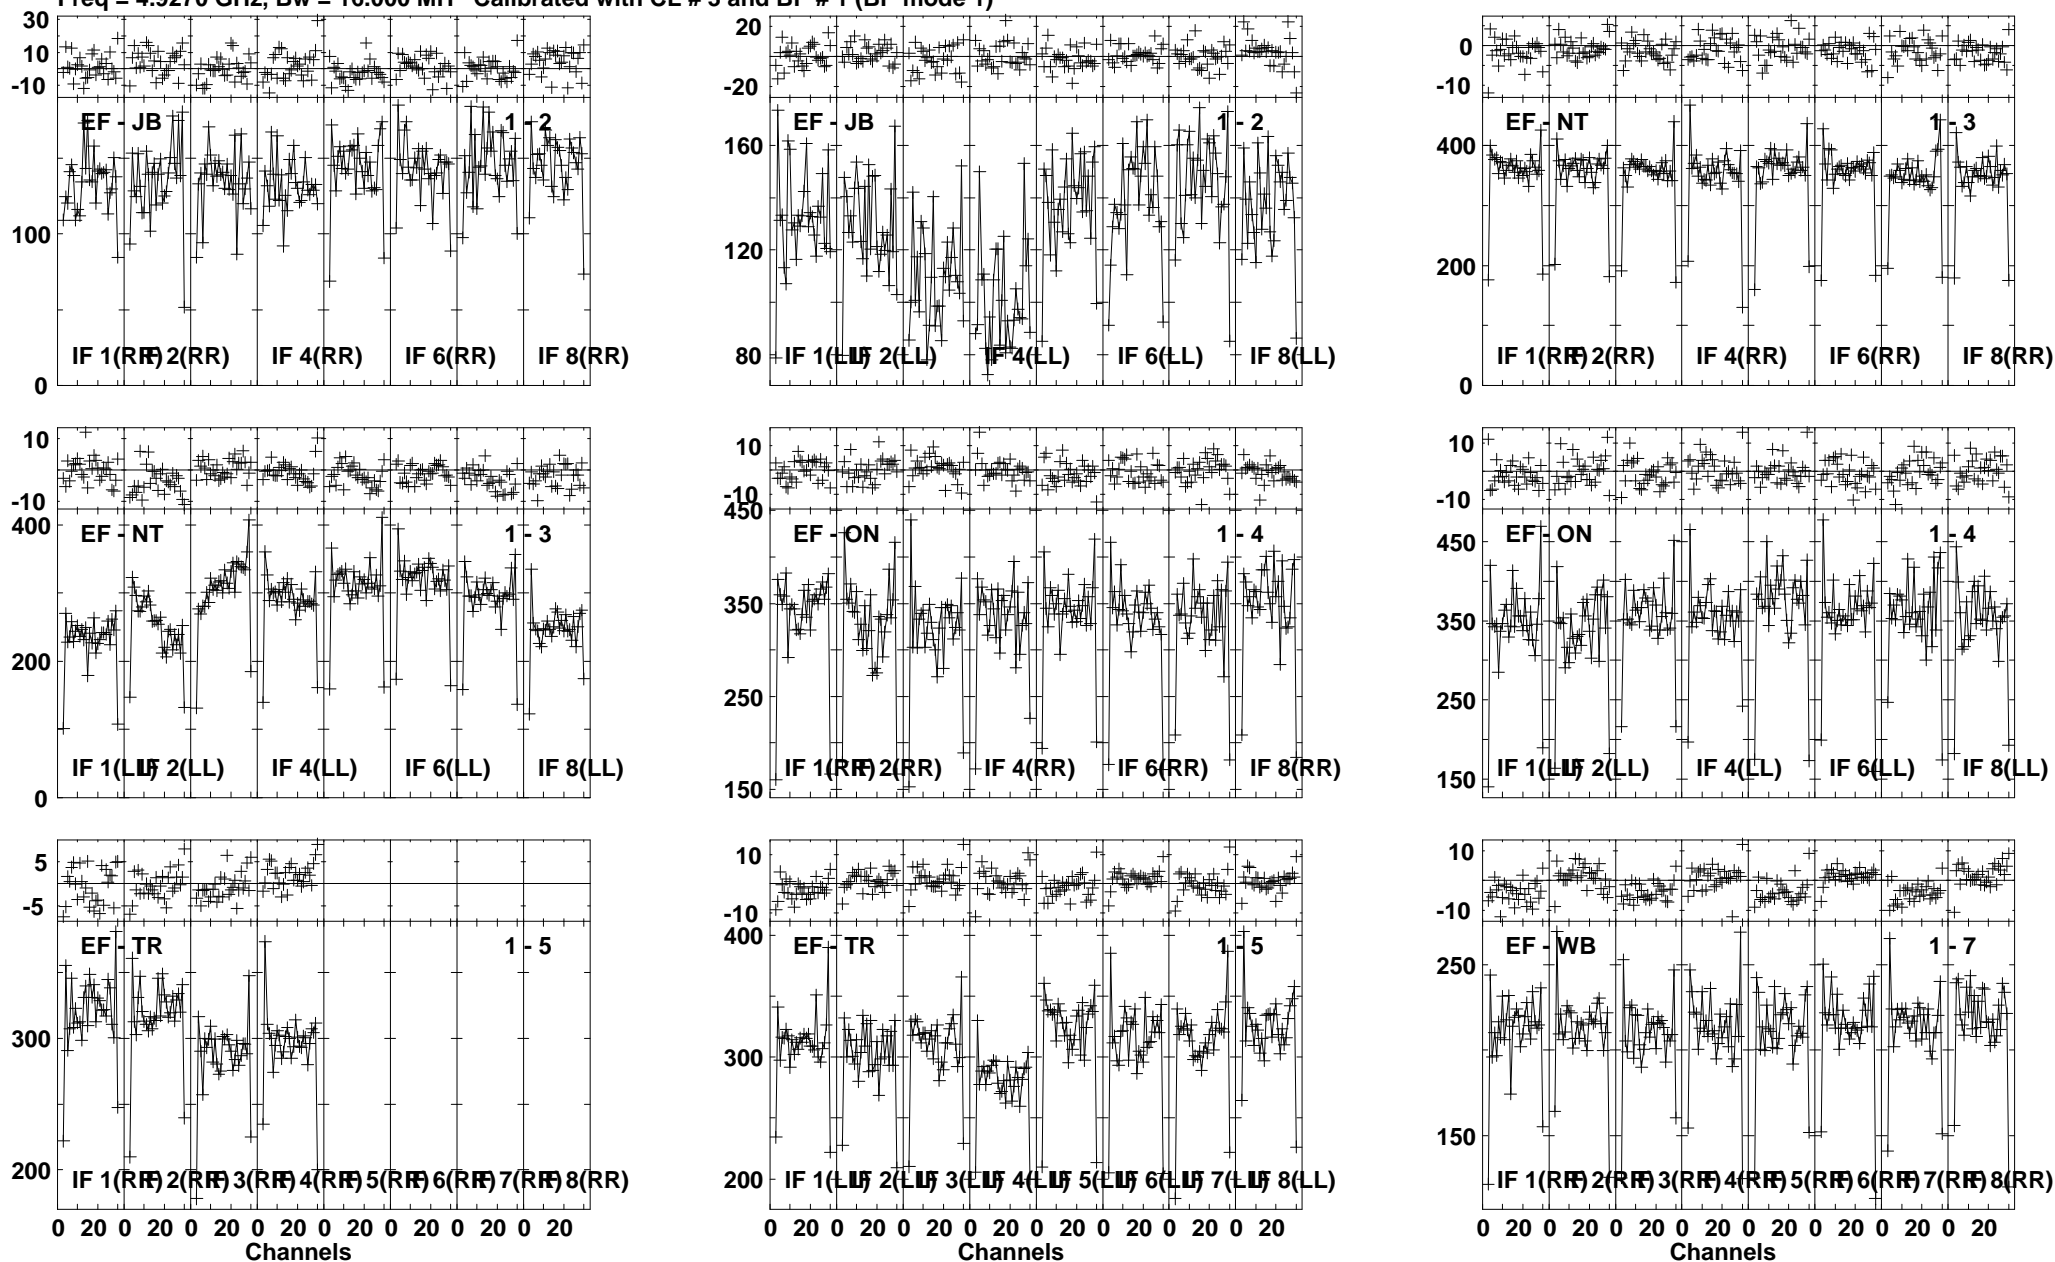 Freq = 4.9270 GHz, Bw = 16.000 MH Calibrated with CL # 3 and BP # 1 (BP mode 1)
30
10
-10
EF - JB 1 - 2
100
IF 1(RR) IF 2(RR) IF 4(RR) IF 6(RR) IF 8(RR)
0
20
0
-20
EF - JB 1 - 2
160
120
80
IF 1(LL) IF 2(LL) IF 4(LL) IF 6(LL) IF 8(LL)
0
-10
EF - NT 1 - 3
400
200
IF 1(RR) IF 2(RR) IF 4(RR) IF 6(RR) IF 8(RR)
0
10
-10
400
EF - NT 1 - 3
200
IF 1(LL) IF 2(LL) IF 4(LL) IF 6(LL) IF 8(LL)
0
10
-10
450
EF - ON 1 - 4
350
250
IF 1(RR) IF 2(RR) IF 4(RR) IF 6(RR) IF 8(RR)
150
10
-10
EF - ON 1 - 4
450
350
250
150
IF 1(LL) IF 2(LL) IF 4(LL) IF 6(LL) IF 8(LL)
5
-5
EF - TR 1 - 5
300
200
IF 1(RR) IF 2(RR) IF 3(RR) IF 4(RR) IF 5(RR) IF 6(RR) IF 7(RR) IF 8(RR)
0 20 0 20 0 20 0 20 0 20 0 20 0 20 0 20
Channels
10
-10
400
EF - TR 1 - 5
300
200
IF 1(LL) IF 2(LL) IF 3(LL) IF 4(LL) IF 5(LL) IF 6(LL) IF 7(LL) IF 8(LL)
0 20 0 20 0 20 0 20 0 20 0 20 0 20 0 20
Channels
10
-10
EF - WB 1 - 7
250
150
IF 1(RR) IF 2(RR) IF 3(RR) IF 4(RR) IF 5(RR) IF 6(RR) IF 7(RR) IF 8(RR)
0 20 0 20 0 20 0 20 0 20 0 20 0 20 0 20
Channels